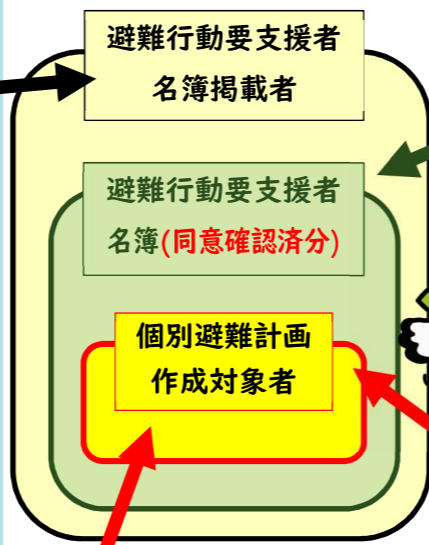 避難行動要支援者
名簿掲載者
避難行動要支援者
名簿(同意確認済分)
個別避難計画
作成対象者